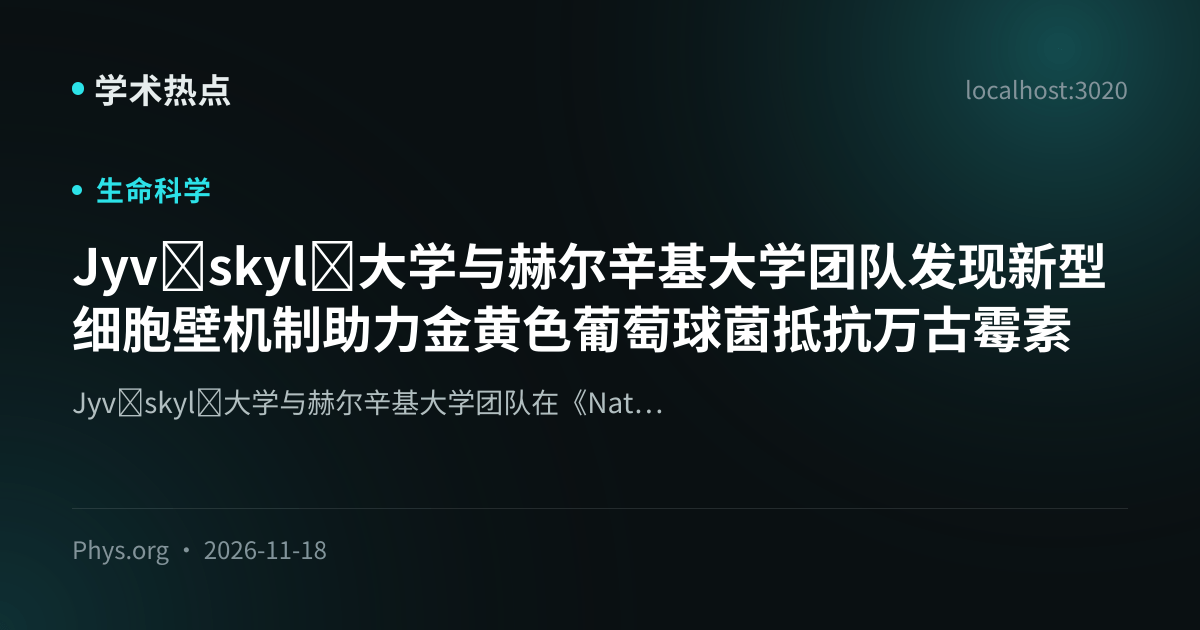 学术热点
localhost:3020
生命科学
Jyv☒skyl☒大学与赫尔辛基大学团队发现新型
细胞壁机制助力金黄色葡萄球菌抵抗万古霉素
Jyv☒skyl☒大学与赫尔辛基大学团队在《Nat…
Phys.org · 2026-11-18